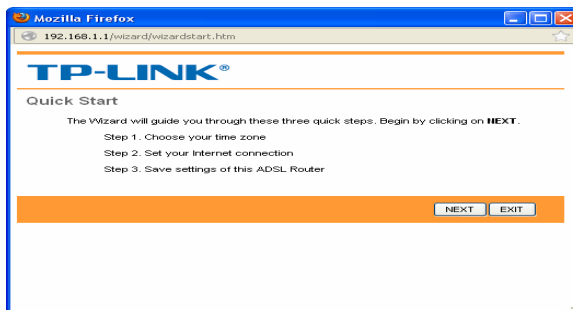 Mozilla Firefox
192.168.1.1/wizard/wizardstart.htm
TP-LINK®
Quick Start
The Wizard will guide you through these three quick steps. Begin by clicking on NEXT.
Step 1. Choose your time zone
Step 2. Set your Internet connection
Step 3. Save settings of this ADSL Router
NEXT EXIT